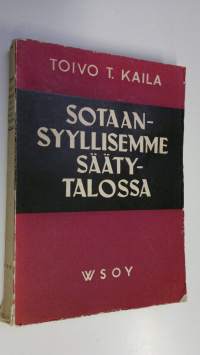 TOIVO T. KAILA
SOTAAN-
SYYLLISEMME
SÄÄTY-
TALOSSA
WSOY